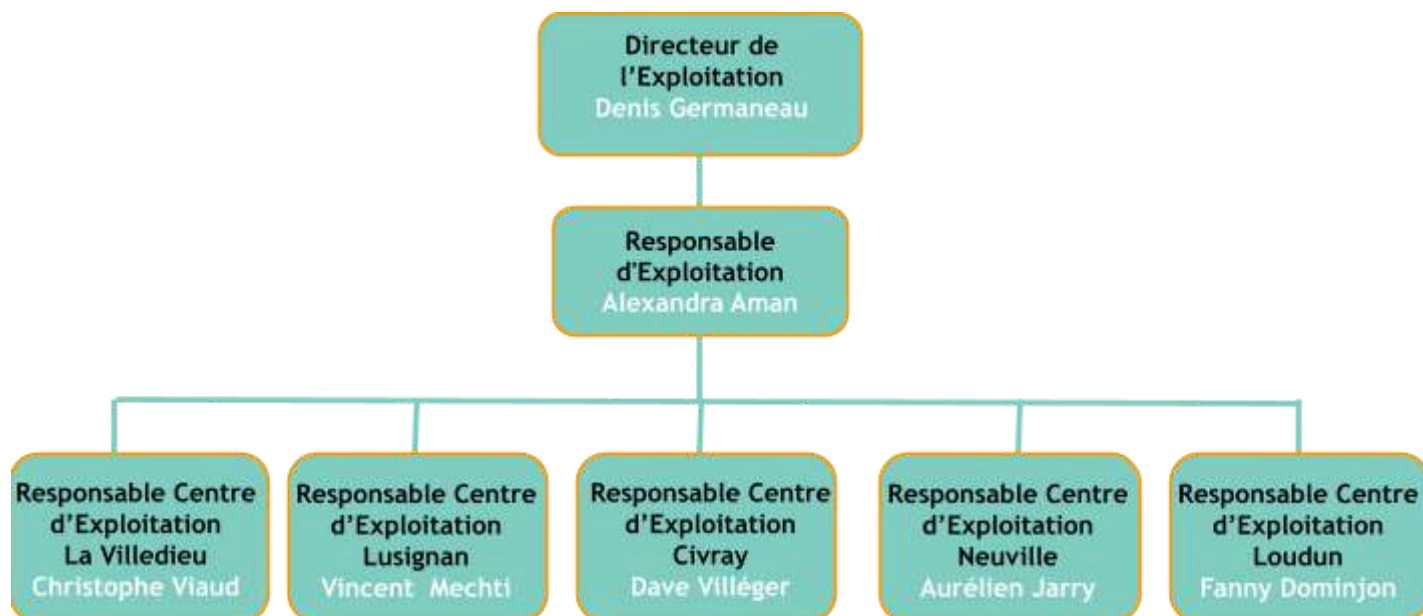 Directeur de
l’Exploitation
Denis Germaneau
Responsable
d'Exploitation
Alexandra Aman
Responsable Centre
d’Exploitation
La Villedieu
Christophe Viaud
Responsable Centre
d’Exploitation
Lusignan
Vincent Mechti
Responsable Centre
d’Exploitation
Civray
Dave Villéger
Responsable Centre
d’Exploitation
Neuville
Aurélien Jarry
Responsable Centre
d’Exploitation
Loudun
Fanny Dominjon